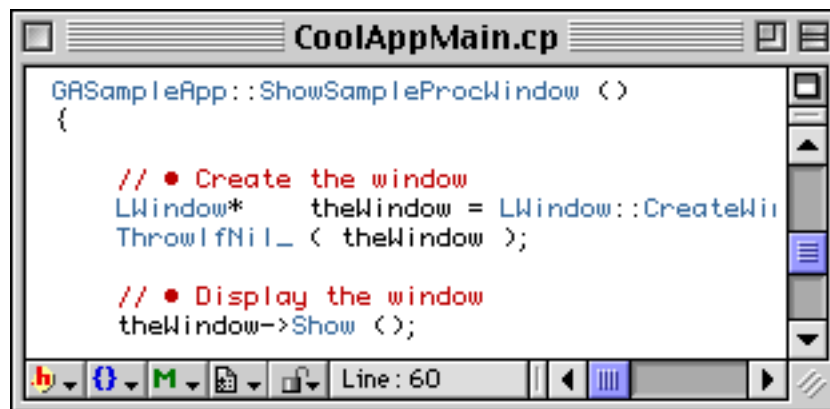 CoolAppMain.cp
GASampleApp::ShowSampleProcWindow ()
{
// • Create the window
LWindow*    theWindow = LWindow::CreateWin
ThrowIfNil_ ( theWindow );
// • Display the window
theWindow->Show ();
.h {} M Line: 60